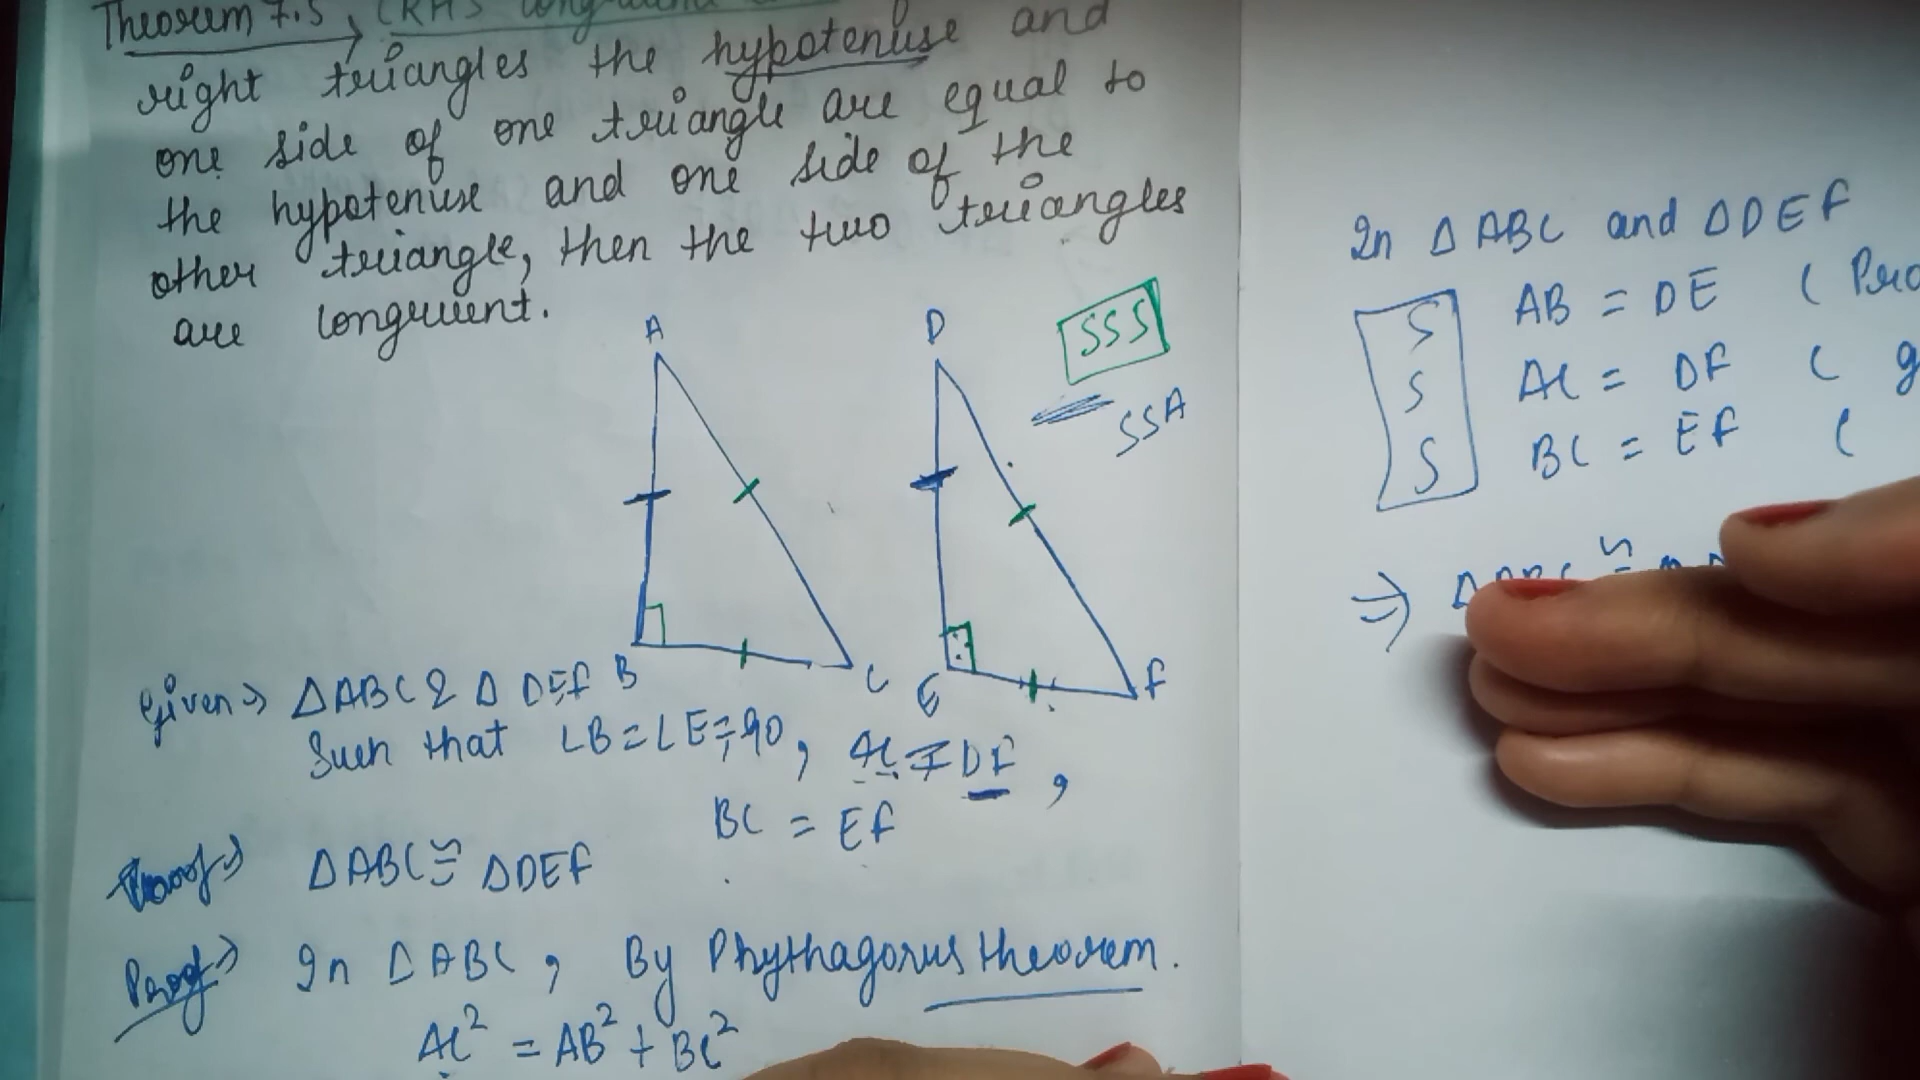 Theorem 7.5, (RHS
right triangles the hypotenuse and
one side of one triangle are equal to
the hypotenuse and one side of the
other triangle, then the two triangles
are congruent.
A
D
SSS
SSA
B
C
E
F
Given → ΔABC & ΔDEF
Such that ∠B=∠E=90, AC = DF,
BC = EF
ΔABC ≅ ΔDEF
Proof → In ΔABC, By Phythagorus theorem.
AC² = AB² + BC²
In ΔABC and ΔDEF
S AB = DE (
S AC = DF (
S BC = EF (
⇒